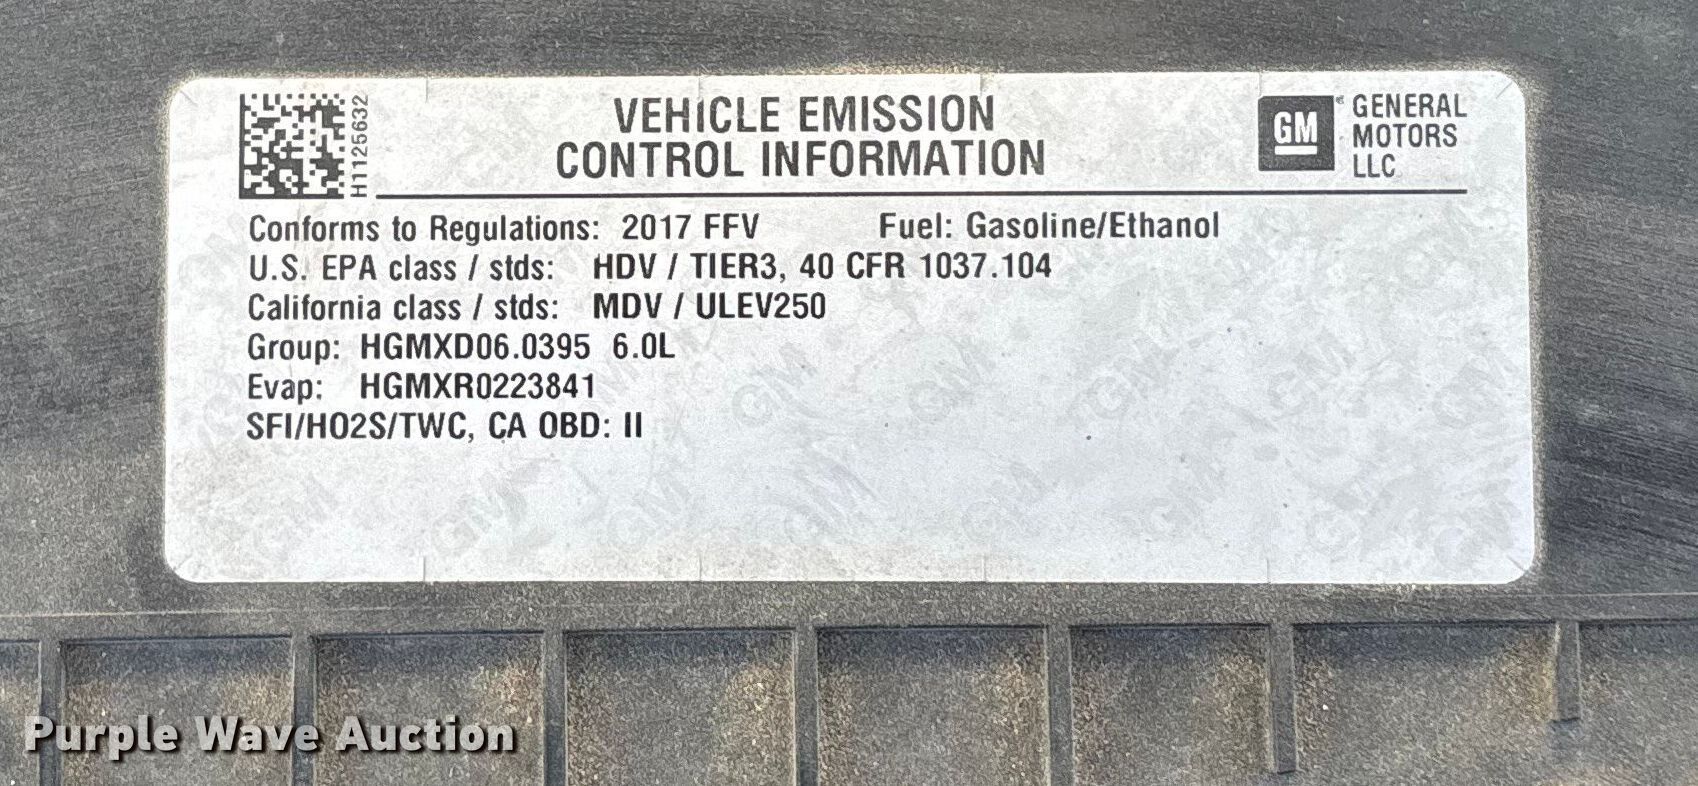 H1125632
VEHICLE EMISSION
CONTROL INFORMATION
GM
GENERAL
MOTORS
LLC
Conforms to Regulations: 2017 FFV Fuel: Gasoline/Ethanol
U.S. EPA class / stds: HDV / TIER3, 40 CFR 1037.104
California class / stds: MDV / ULEV250
Group: HGMXD06.0395 6.0L
Evap: HGMXR0223841
SFI/HO2S/TWC, CA OBD: II
Purple Wave Auction